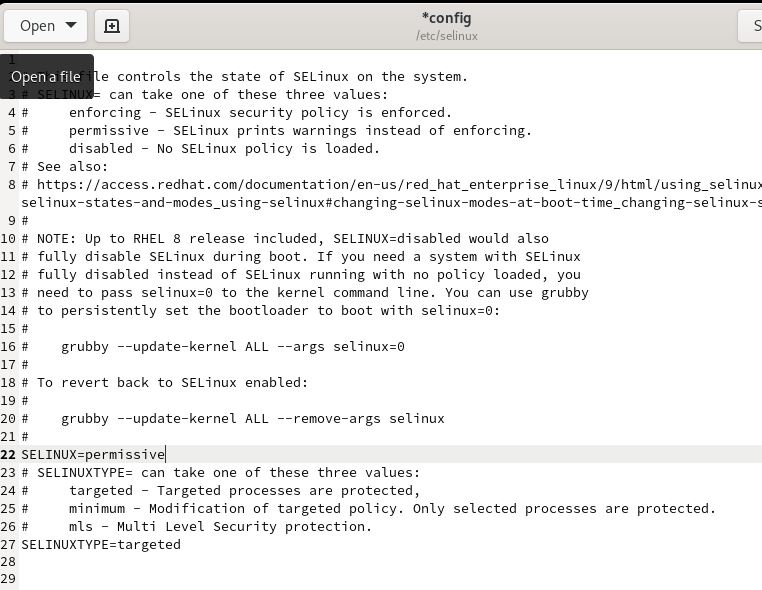 Open
*config
/etc/selinux
S
Open a file
1
file controls the state of SELinux on the system.
3 # SELINUX= can take one of these three values:
4 #     enforcing - SELinux security policy is enforced.
5 #     permissive - SELinux prints warnings instead of enforcing.
6 #     disabled - No SELinux policy is loaded.
7 # See also:
8 # https://access.redhat.com/documentation/en-us/red_hat_enterprise_linux/9/html/using_selinux
selinux-states-and-modes_using-selinux#changing-selinux-modes-at-boot-time_changing-selinux-s
9 #
10 # NOTE: Up to RHEL 8 release included, SELINUX=disabled would also
11 # fully disable SELinux during boot. If you need a system with SELinux
12 # fully disabled instead of SELinux running with no policy loaded, you
13 # need to pass selinux=0 to the kernel command line. You can use grubby
14 # to persistently set the bootloader to boot with selinux=0:
15 #
16 #    grubby --update-kernel ALL --args selinux=0
17 #
18 # To revert back to SELinux enabled:
19 #
20 #    grubby --update-kernel ALL --remove-args selinux
21 #
22 SELINUX=permissive
23 # SELINUXTYPE= can take one of these three values:
24 #     targeted - Targeted processes are protected,
25 #     minimum - Modification of targeted policy. Only selected processes are protected.
26 #     mls - Multi Level Security protection.
27 SELINUXTYPE=targeted
28
29